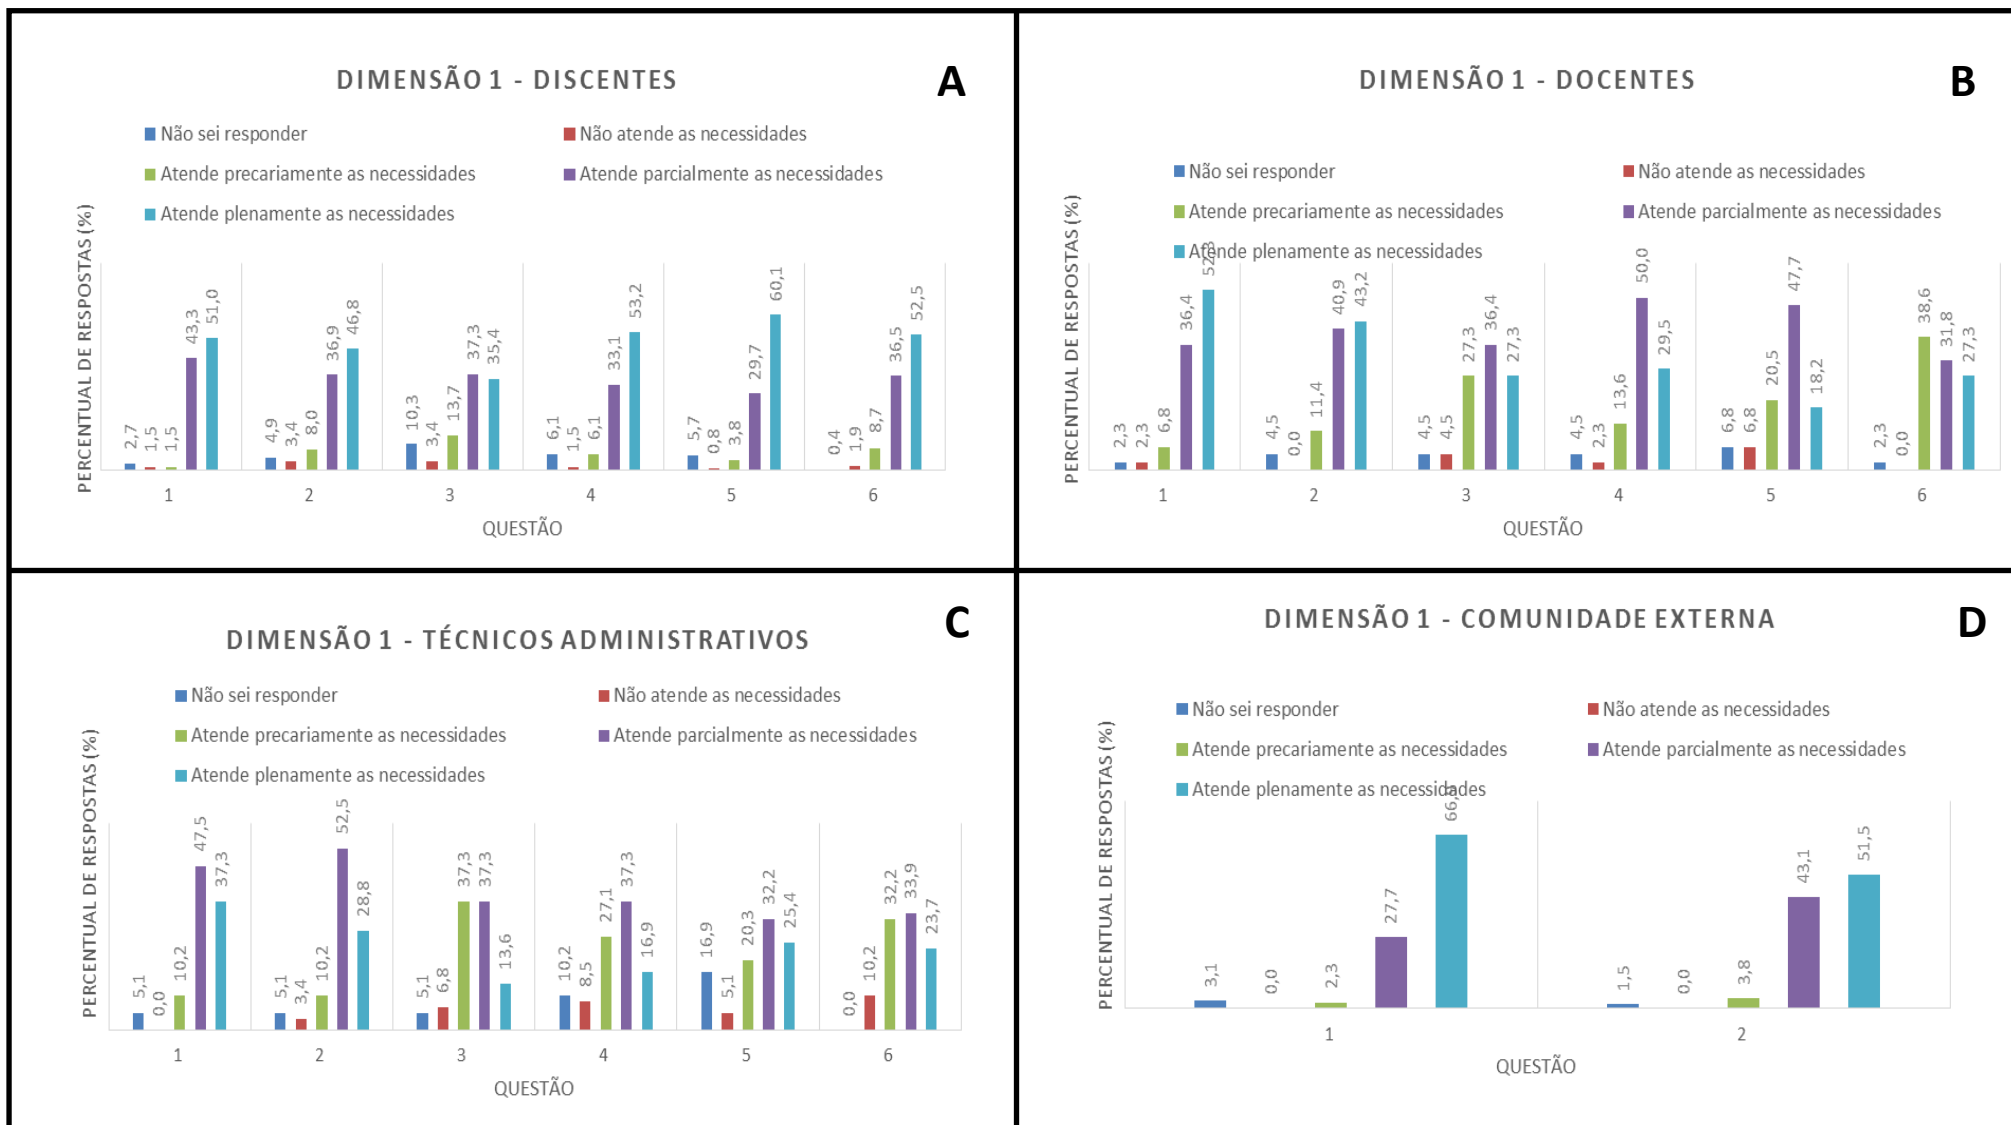 DIMENSÃO 1 - DISCENTES
A
Não sei responder
Não atende as necessidades
Atende precariamente as necessidades
Atende parcialmente as necessidades
Atende plenamente as necessidades
PERCENTUAL DE RESPOSTAS (%)
2,7 1,5 1,5 43,3 51,0
4,9 3,4 8,0 36,9 46,8
10,3 3,4 13,7 37,3 35,4
6,1 1,5 6,1 33,1 53,2
5,7 0,8 3,8 29,7 60,1
0,4 1,9 8,7 36,5 52,5
1 2 3 4 5 6
QUESTÃO
DIMENSÃO 1 - DOCENTES
B
Não sei responder
Não atende as necessidades
Atende precariamente as necessidades
Atende parcialmente as necessidades
Atende plenamente as necessidades
PERCENTUAL DE RESPOSTAS (%)
2,3 2,3 6,8 36,4
4,5 0,0 11,4 40,9 43,2
4,5 4,5 27,3 36,4 27,3
4,5 2,3 13,6 50,0 29,5
6,8 6,8 20,5 47,7 18,2
2,3 0,0 38,6 31,8 27,3
1 2 3 4 5 6
QUESTÃO
DIMENSÃO 1 - TÉCNICOS ADMINISTRATIVOS
C
Não sei responder
Não atende as necessidades
Atende precariamente as necessidades
Atende parcialmente as necessidades
Atende plenamente as necessidades
PERCENTUAL DE RESPOSTAS (%)
5,1 0,0 10,2 47,5 37,3
5,1 3,4 10,2 52,5 28,8
5,1 6,8 37,3 37,3 13,6
10,2 8,5 27,1 37,3 16,9
16,9 5,1 20,3 32,2 25,4
0,0 10,2 32,2 33,9 23,7
1 2 3 4 5 6
QUESTÃO
DIMENSÃO 1 - COMUNIDADE EXTERNA
D
Não sei responder
Não atende as necessidades
Atende precariamente as necessidades
Atende parcialmente as necessidades
Atende plenamente as necessidades
PERCENTUAL DE RESPOSTAS (%)
3,1 0,0 2,3 27,7
1,5 0,0 3,8 43,1 51,5
1 2
QUESTÃO